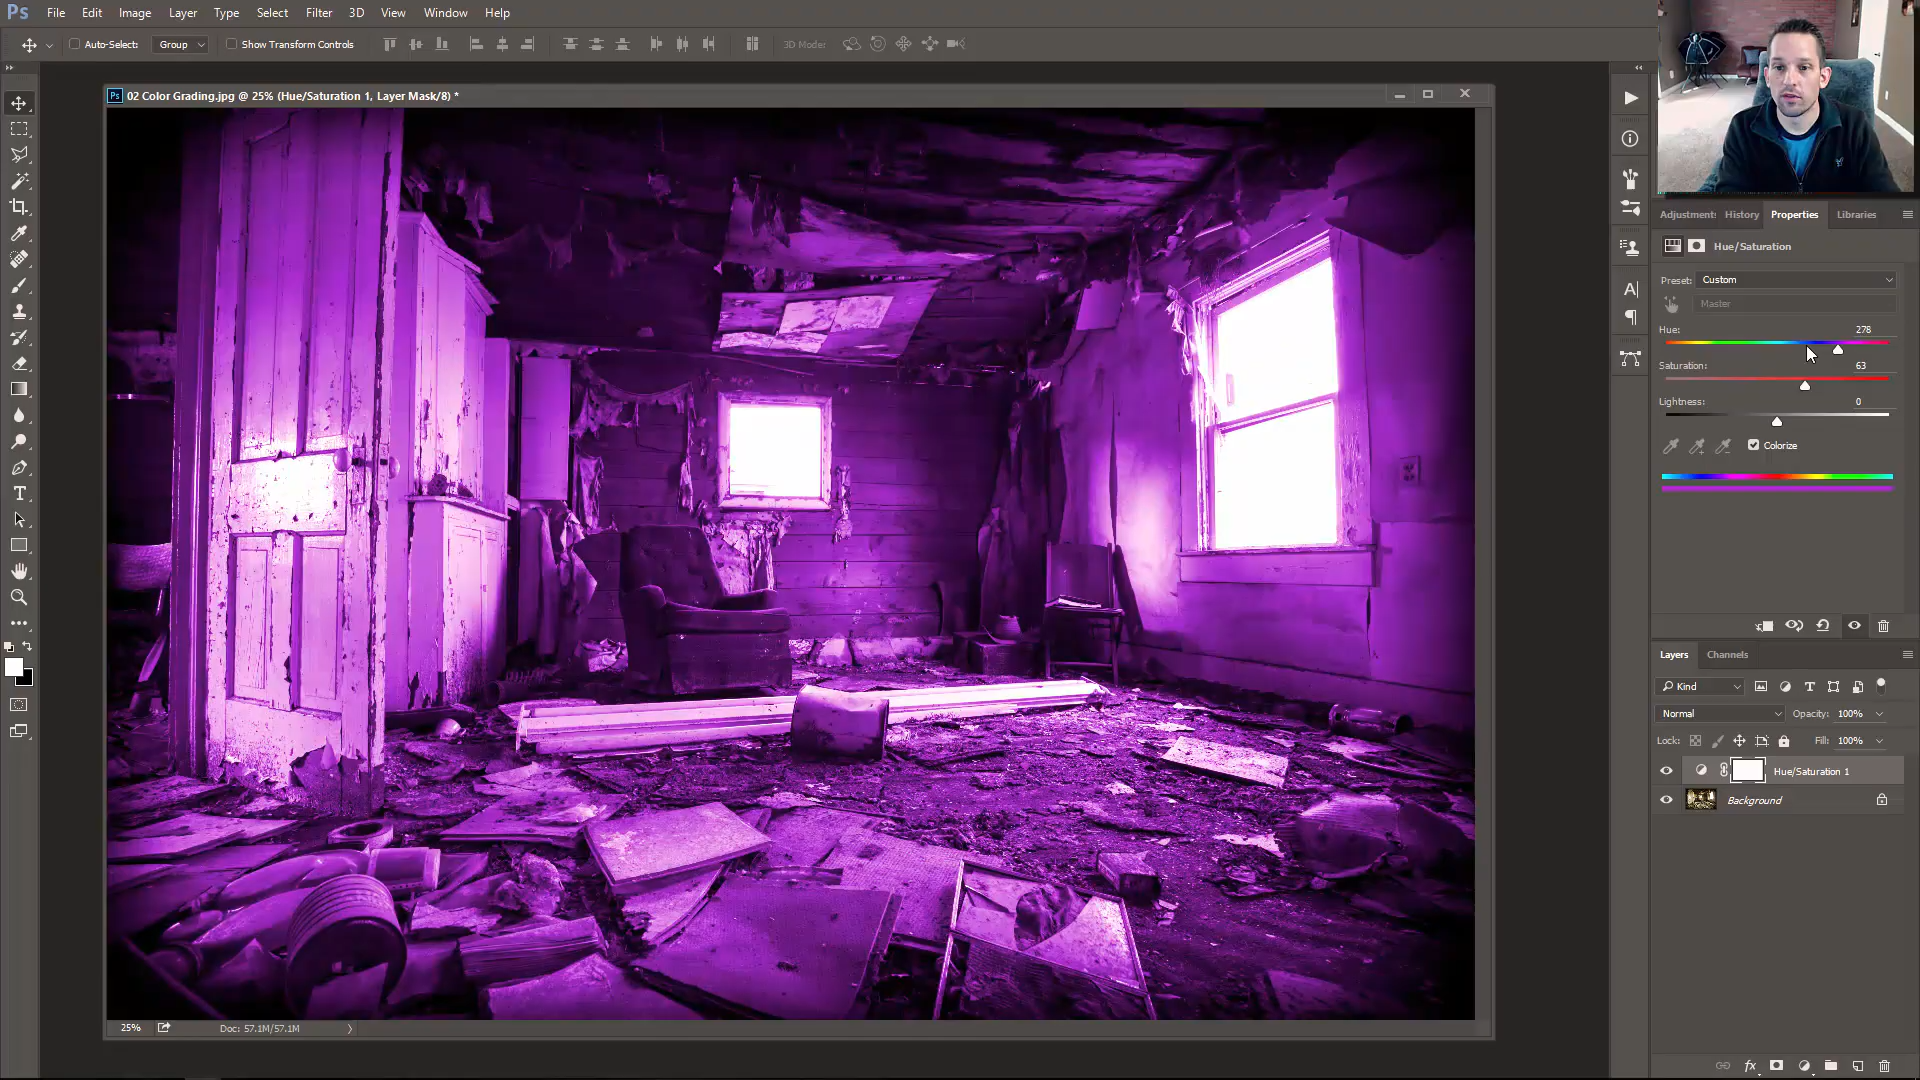 Ps File Edit Image Layer Type Select Filter 3D View Window Help
Auto-Select: Group Show Transform Controls 3D Mode:
Ps 02 Color Grading.jpg @ 25% (Hue/Saturation 1, Layer Mask/8) *
Adjustments History Properties Libraries
Hue/Saturation
Preset: Custom
Master
Hue: 278
Saturation: 63
Lightness: 0
Colorize
Layers Channels
Kind
Normal Opacity: 100%
Lock: Fill: 100%
Hue/Saturation 1
Background
25% Doc: 57.1M/57.1M
fx